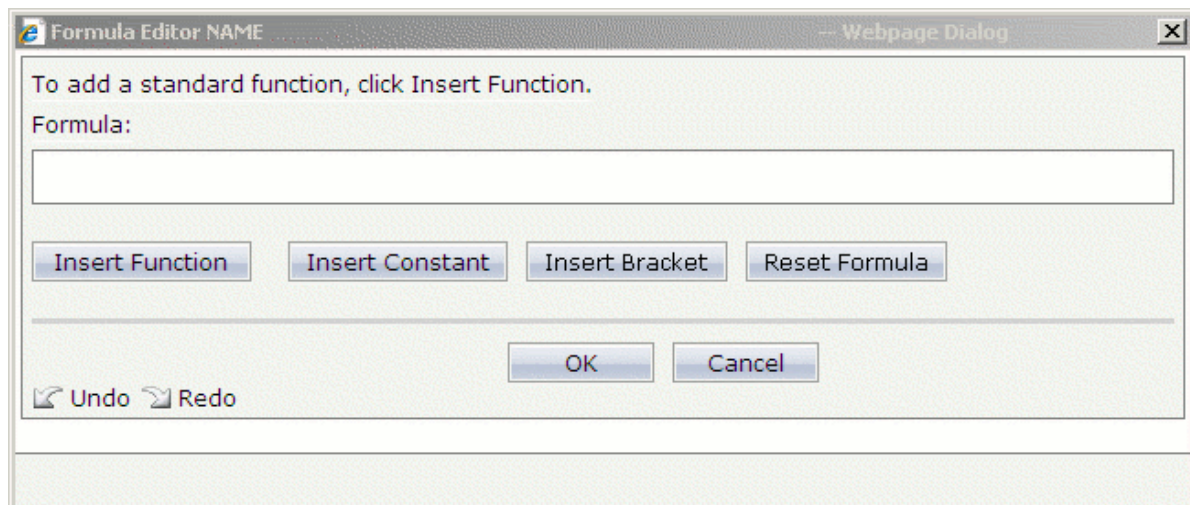 Formula Editor NAME -- Webpage Dialog
To add a standard function, click Insert Function.
Formula:
Insert Function Insert Constant Insert Bracket Reset Formula
OK Cancel
Undo Redo